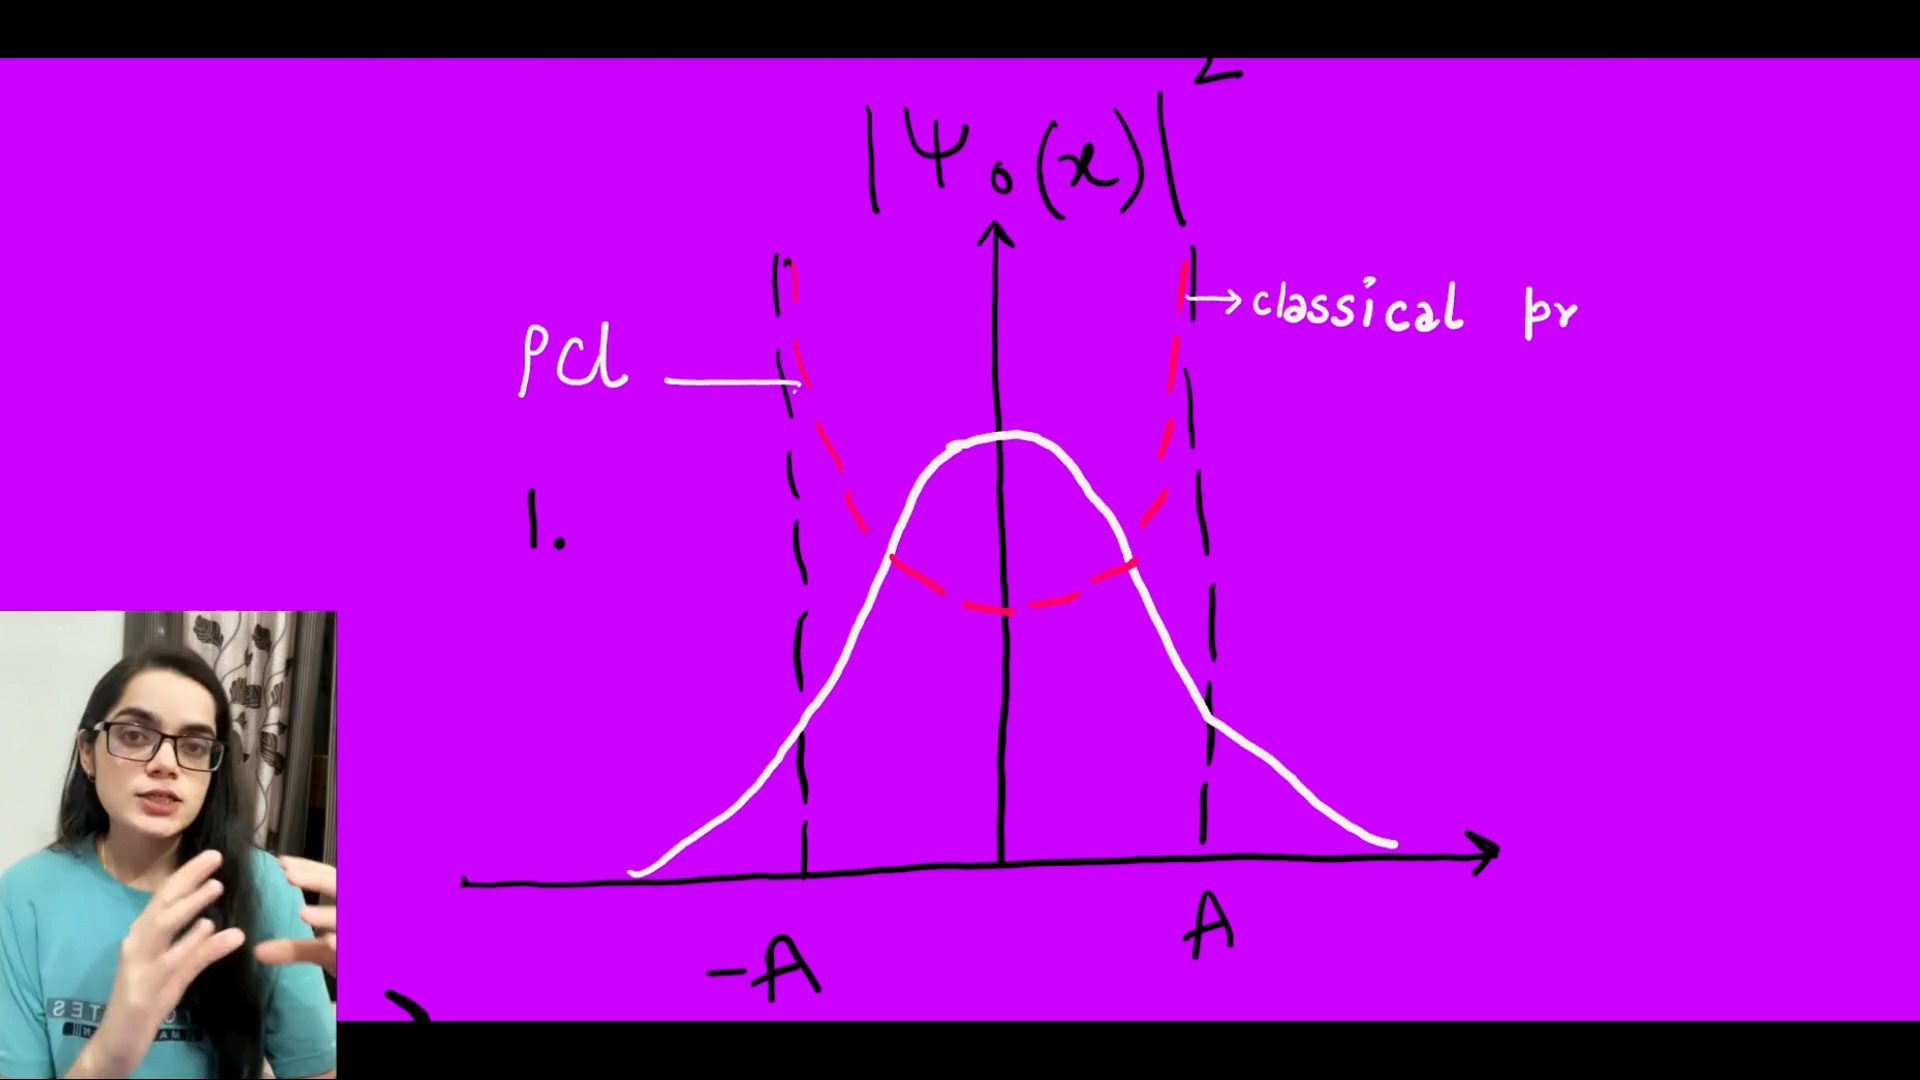 |Ψ₀(x)|²
→classical pr
PCl
1.
-A
A